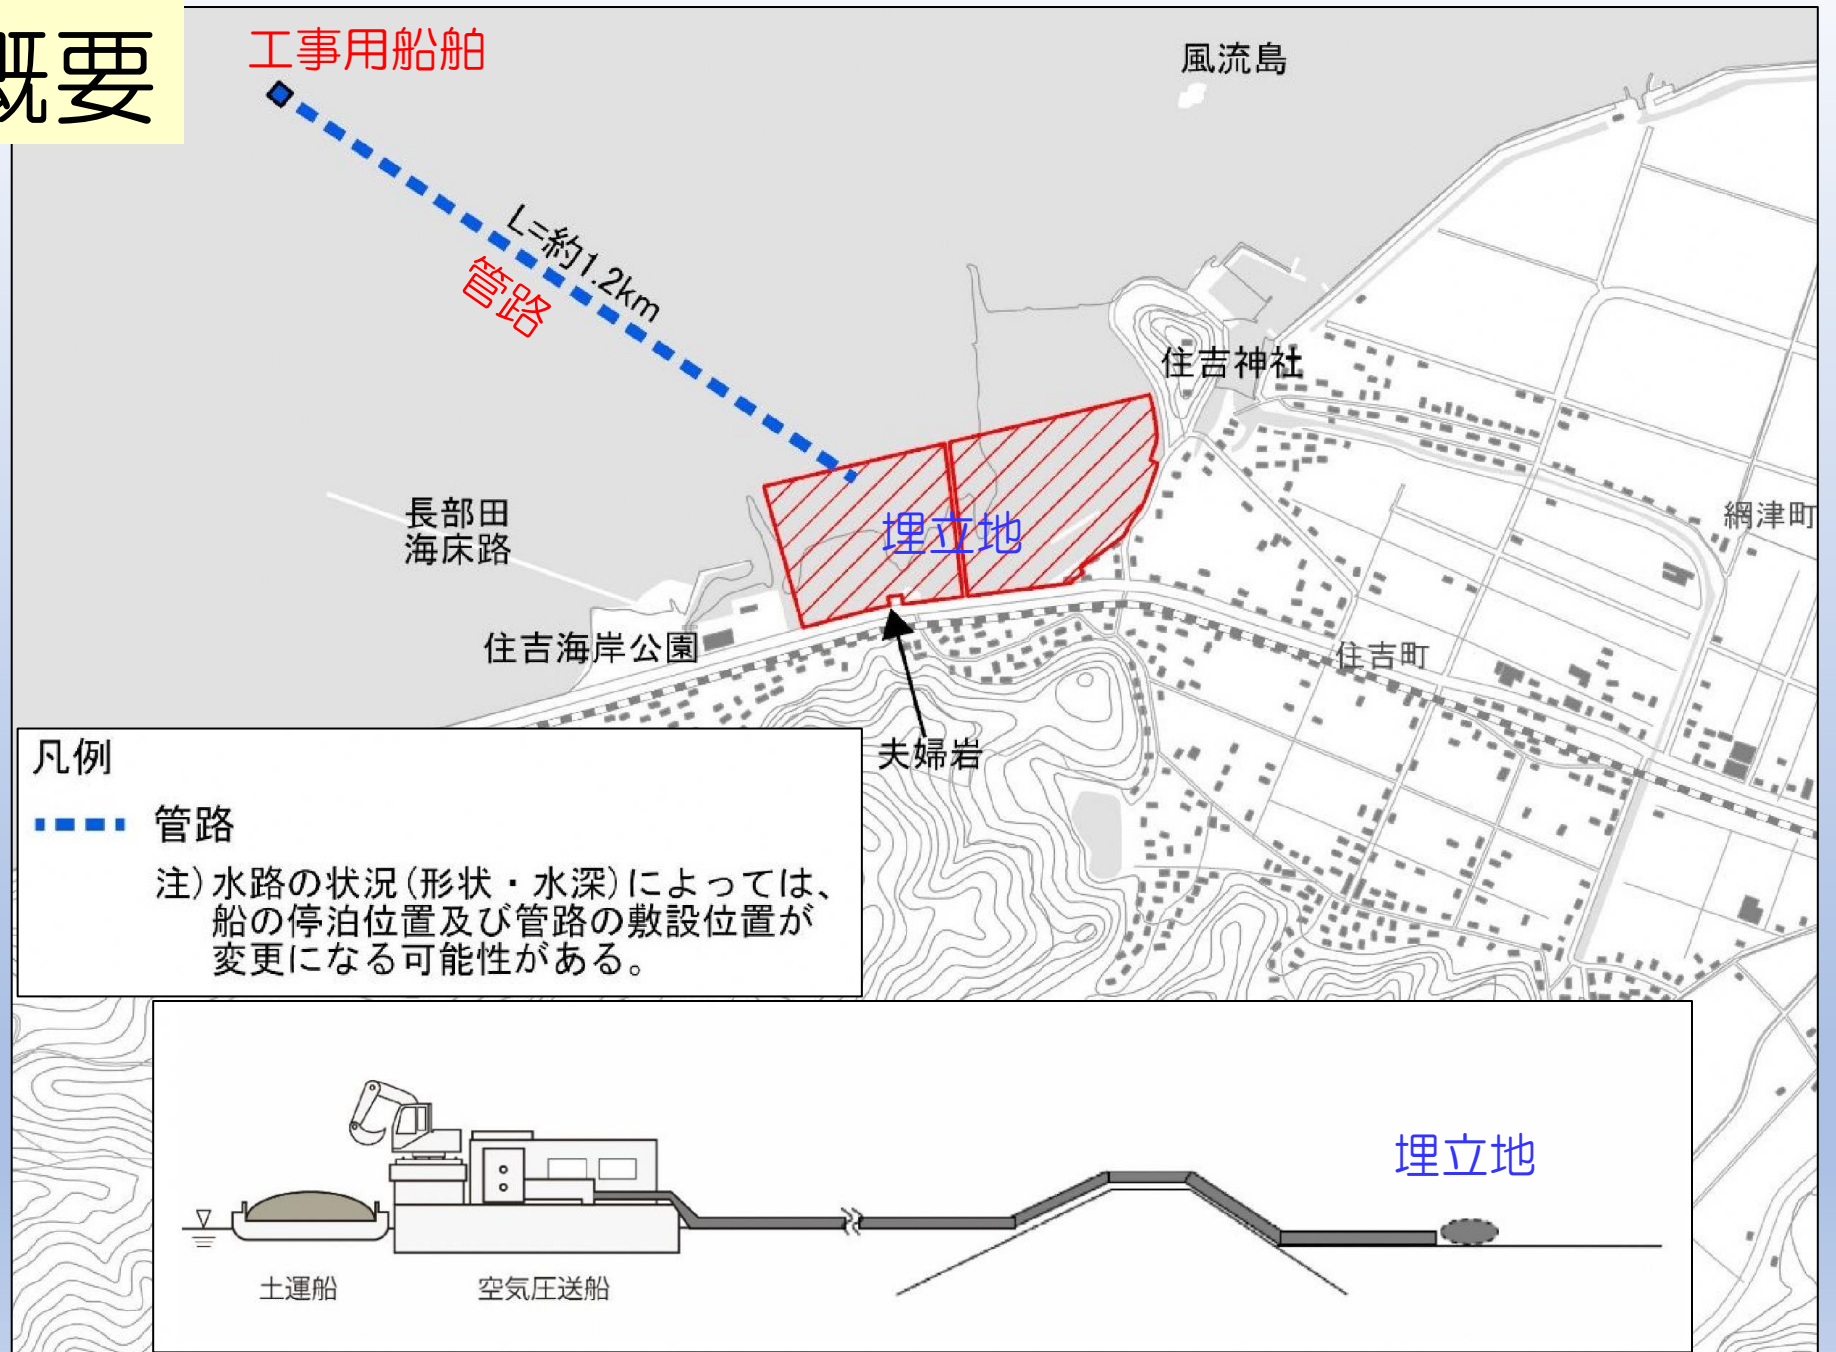 概要
工事用船舶
風流島
L=約1.2km
管路
住吉神社
長部田
海床路
埋立地
網津町
住吉海岸公園
住吉町
夫婦岩
凡例
管路
注)水路の状況(形状・水深)によっては、
船の停泊位置及び管路の敷設位置が
変更になる可能性がある。
埋立地
土運船
空気圧送船